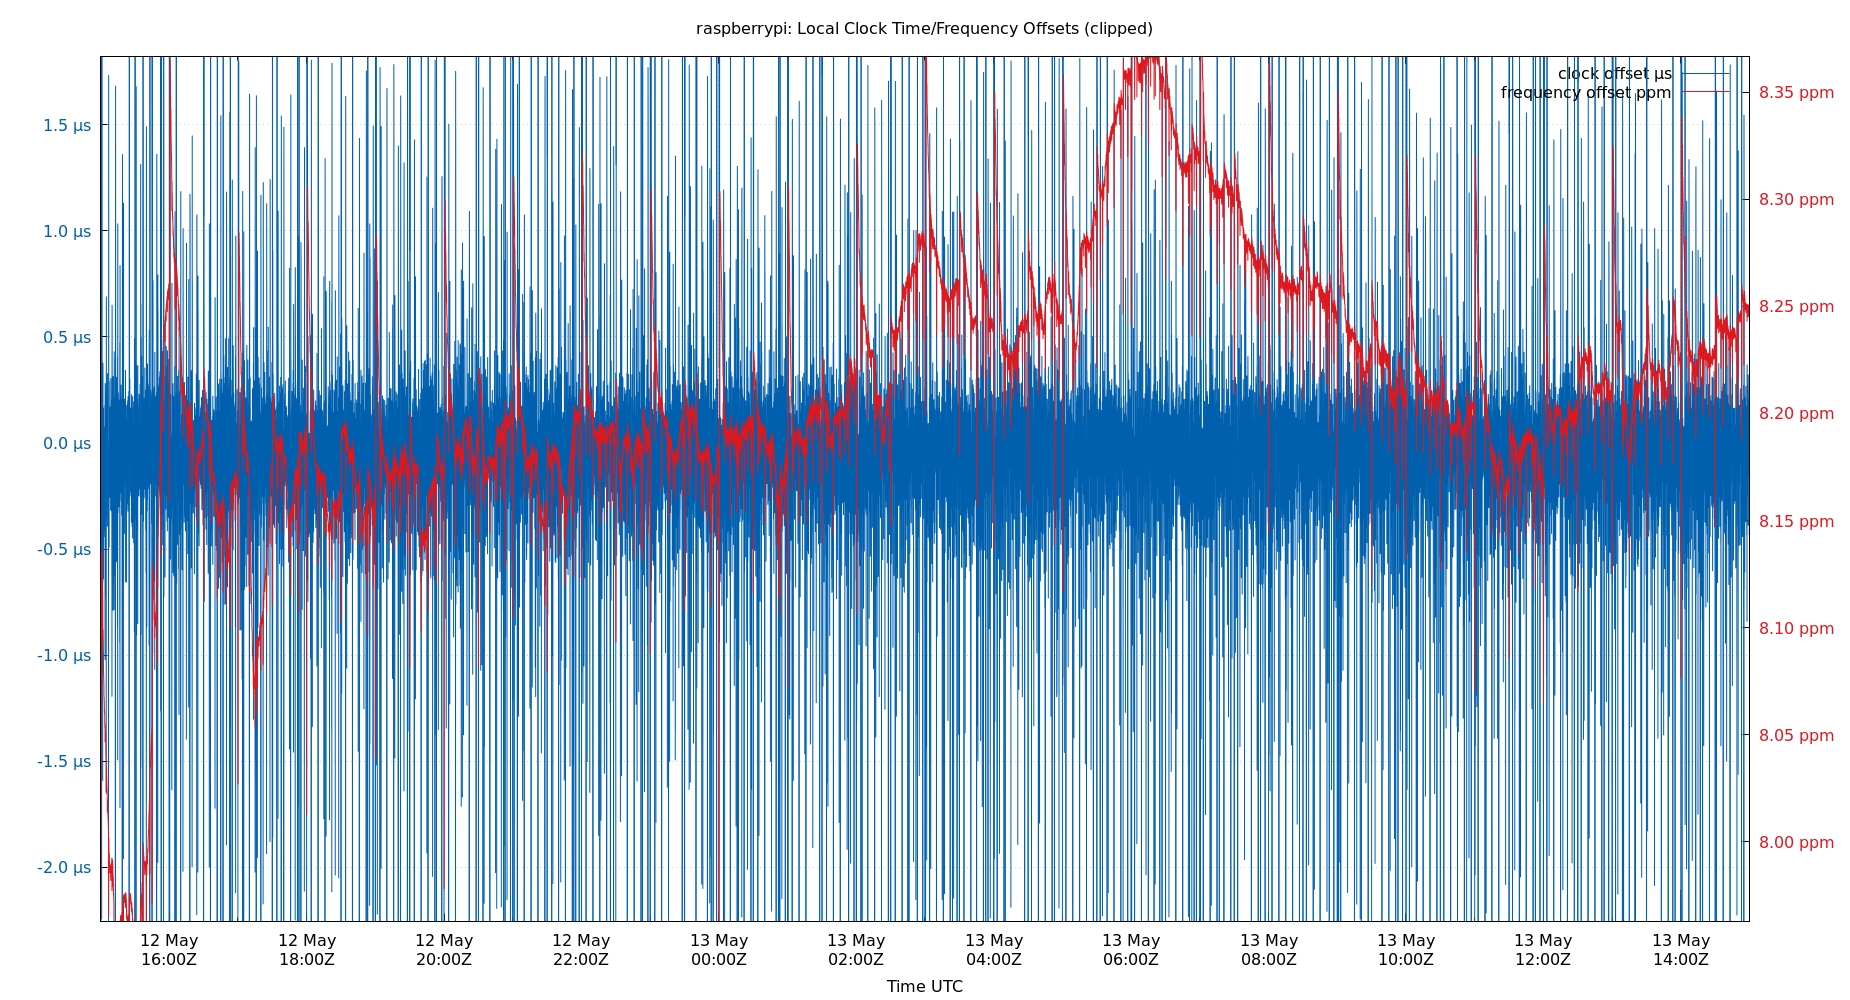 raspberrypi: Local Clock Time/Frequency Offsets (clipped)
clock offset µs
frequency offset ppm
1.5 µs
1.0 µs
0.5 µs
0.0 µs
-0.5 µs
-1.0 µs
-1.5 µs
-2.0 µs
8.35 ppm
8.30 ppm
8.25 ppm
8.20 ppm
8.15 ppm
8.10 ppm
8.05 ppm
8.00 ppm
12 May 12 May 12 May 12 May 13 May 13 May 13 May 13 May 13 May 13 May 13 May 13 May
16:00Z 18:00Z 20:00Z 22:00Z 00:00Z 02:00Z 04:00Z 06:00Z 08:00Z 10:00Z 12:00Z 14:00Z
Time UTC